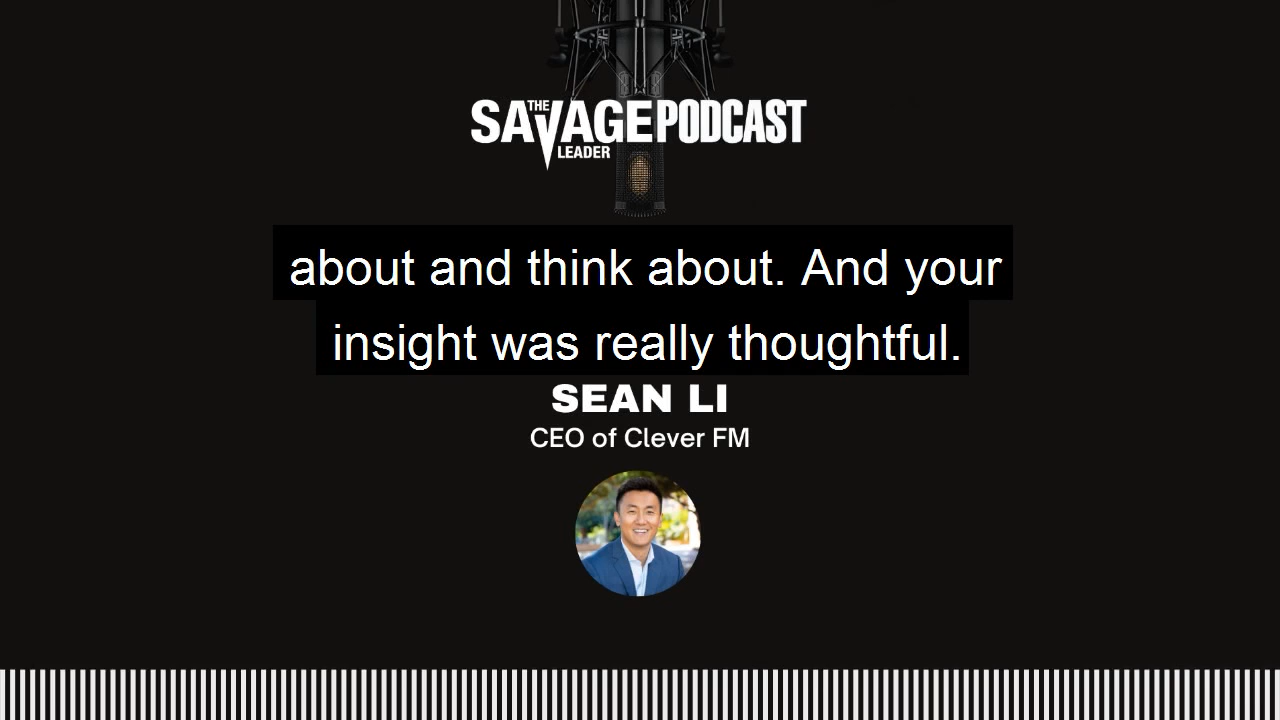 THE
SAVAGE PODCAST
LEADER
about and think about. And your
insight was really thoughtful.
SEAN LI
CEO of Clever FM